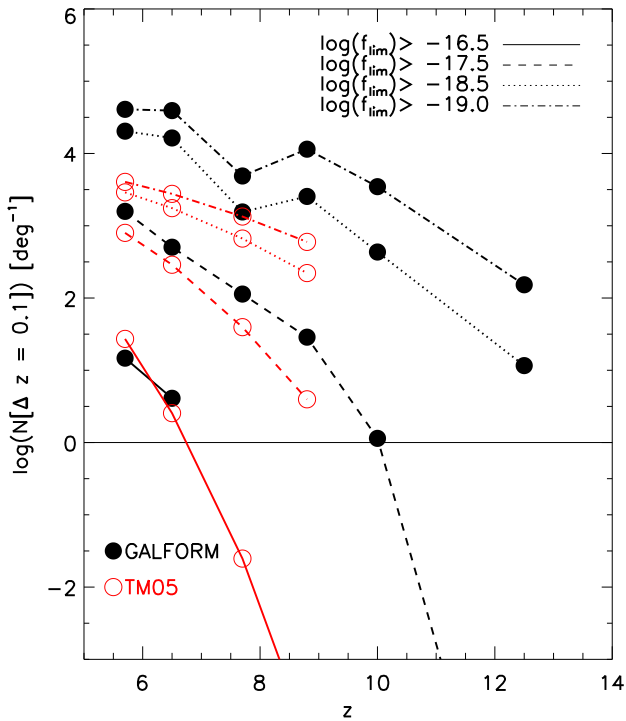 6
log(f_lim)> −16.5
log(f_lim)> −17.5
log(f_lim)> −18.5
log(f_lim)> −19.0
4
2
0
−2
log(N[Δ z = 0.1]) [deg⁻¹]
GALFORM
TM05
6 8 10 12 14
z